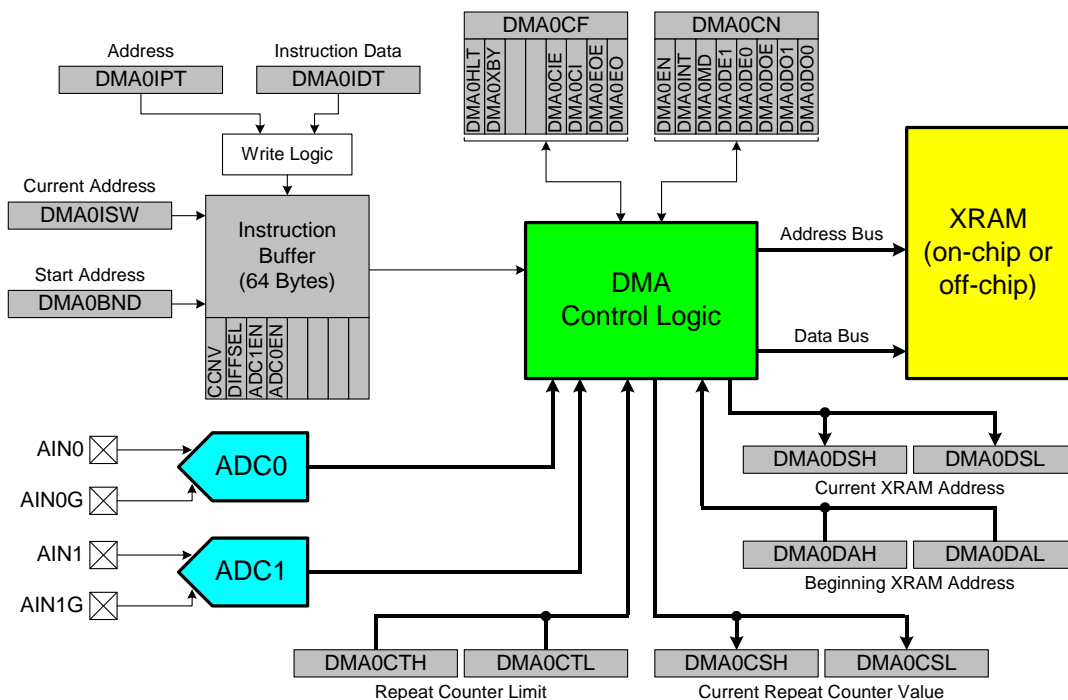 Address
Instruction Data
DMA0IPT
DMA0IDT
Write Logic
Current Address
DMA0ISW
Start Address
DMA0BND
Instruction
Buffer
(64 Bytes)
CCNV
DIFFSEL
ADC1EN
ADC0EN
DMA0CF
DMA0HLT
DMA0XBY
DMA0CIE
DMA0CI
DMA0EOE
DMA0EO
DMA0CN
DMA0EN
DMA0INT
DMA0MD
DMA0DE1
DMA0DE0
DMA0DOE
DMA0DO1
DMA0DO0
DMA
Control Logic
Address Bus
Data Bus
XRAM
(on-chip or
off-chip)
AIN0
AIN0G
ADC0
AIN1
AIN1G
ADC1
DMA0DSH
DMA0DSL
Current XRAM Address
DMA0DAH
DMA0DAL
Beginning XRAM Address
DMA0CTH
DMA0CTL
Repeat Counter Limit
DMA0CSH
DMA0CSL
Current Repeat Counter Value